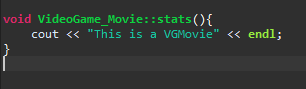 void VideoGame_Movie::stats(){
    cout << "This is a VGMovie" << endl;
}